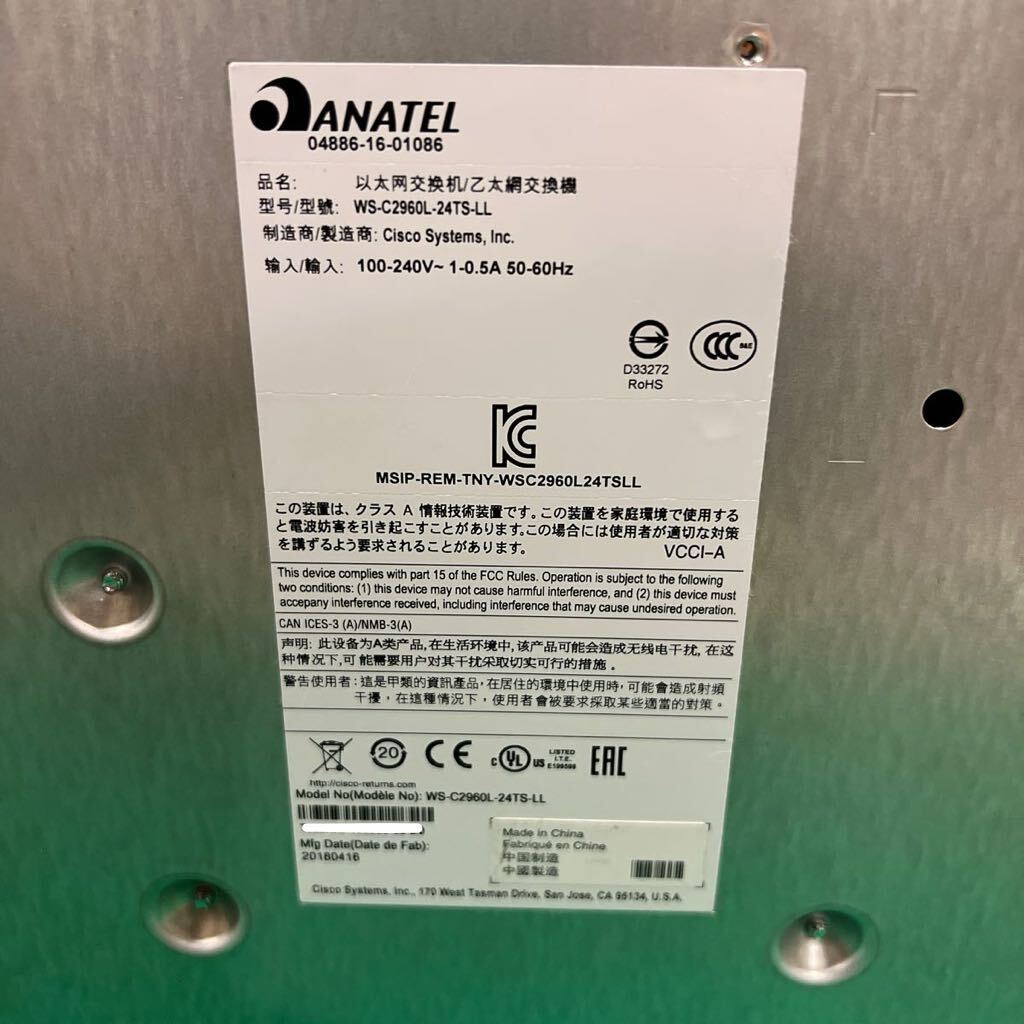 ANATEL
04886-16-01086
品名: 以太网交换机/乙太網交換機
型号/型號: WS-C2960L-24TS-LL
制造商/製造商: Cisco Systems, Inc.
输入/輸入: 100-240V~ 1-0.5A 50-60Hz
D33272
RoHS
CCC S&E
KC
MSIP-REM-TNY-WSC2960L24TSLL
この装置は、クラス A 情報技術装置です。この装置を家庭環境で使用する
と電波妨害を引き起こすことがあります。この場合には使用者が適切な対策
を講ずるよう要求されることがあります。 VCCI-A
This device complies with part 15 of the FCC Rules. Operation is subject to the following
two conditions: (1) this device may not cause harmful interference, and (2) this device must
accepany interference received, including interference that may cause undesired operation.
CAN ICES-3 (A)/NMB-3(A)
声明: 此设备为A类产品, 在生活环境中, 该产品可能会造成无线电干扰, 在这
种情况下, 可能需要用户对其干扰采取切实可行的措施 。
警告使用者: 這是甲類的資訊產品, 在居住的環境中使用時, 可能會造成射頻
干擾, 在這種情況下, 使用者會被要求採取某些適當的對策。
20 CE c UL US LISTED I.T.E. E199599 EAC
http://cisco-returns.com
Model No(Modèle No): WS-C2960L-24TS-LL
Mfg Date(Date de Fab):
20180416
Made in China
Fabriqué en Chine
中国制造
中國製造
Cisco Systems, Inc., 170 West Tasman Drive, San Jose, CA 95134, U.S.A.